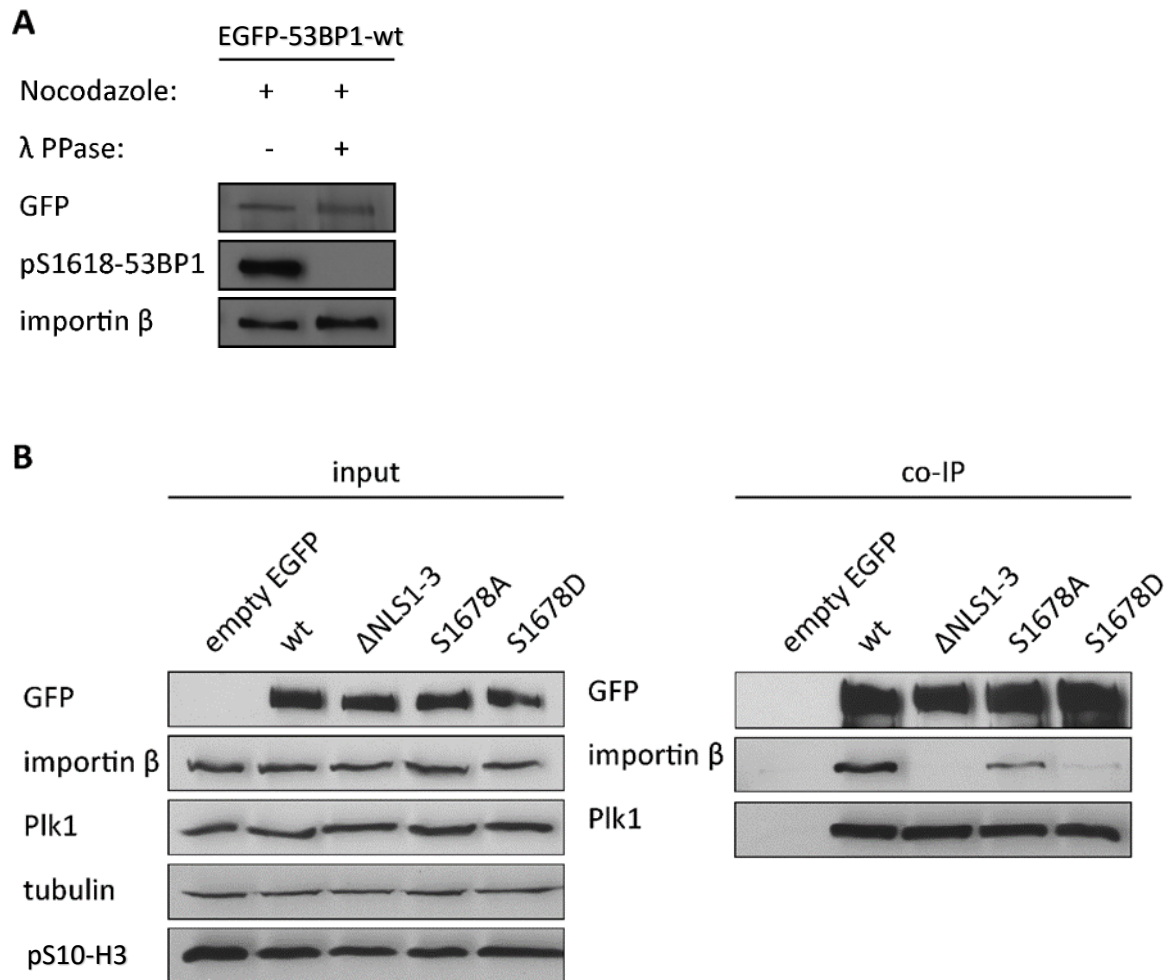 A
EGFP-53BP1-wt
Nocodazole: + +
λ PPase: - +
GFP
pS1618-53BP1
importin β
B
input
empty EGFP wt ΔNLS1-3 S1678A S1678D
GFP
importin β
Plk1
tubulin
pS10-H3
co-IP
empty EGFP wt ΔNLS1-3 S1678A S1678D
GFP
importin β
Plk1